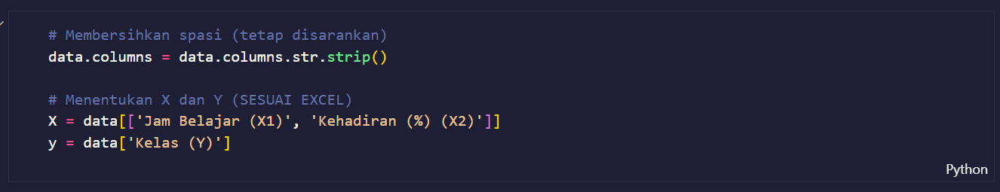 # Membersihkan spasi (tetap disarankan)
data.columns = data.columns.str.strip()
# Menentukan X dan Y (SESUAI EXCEL)
X = data[['Jam Belajar (X1)', 'Kehadiran (%) (X2)']]
y = data['Kelas (Y)']
Python